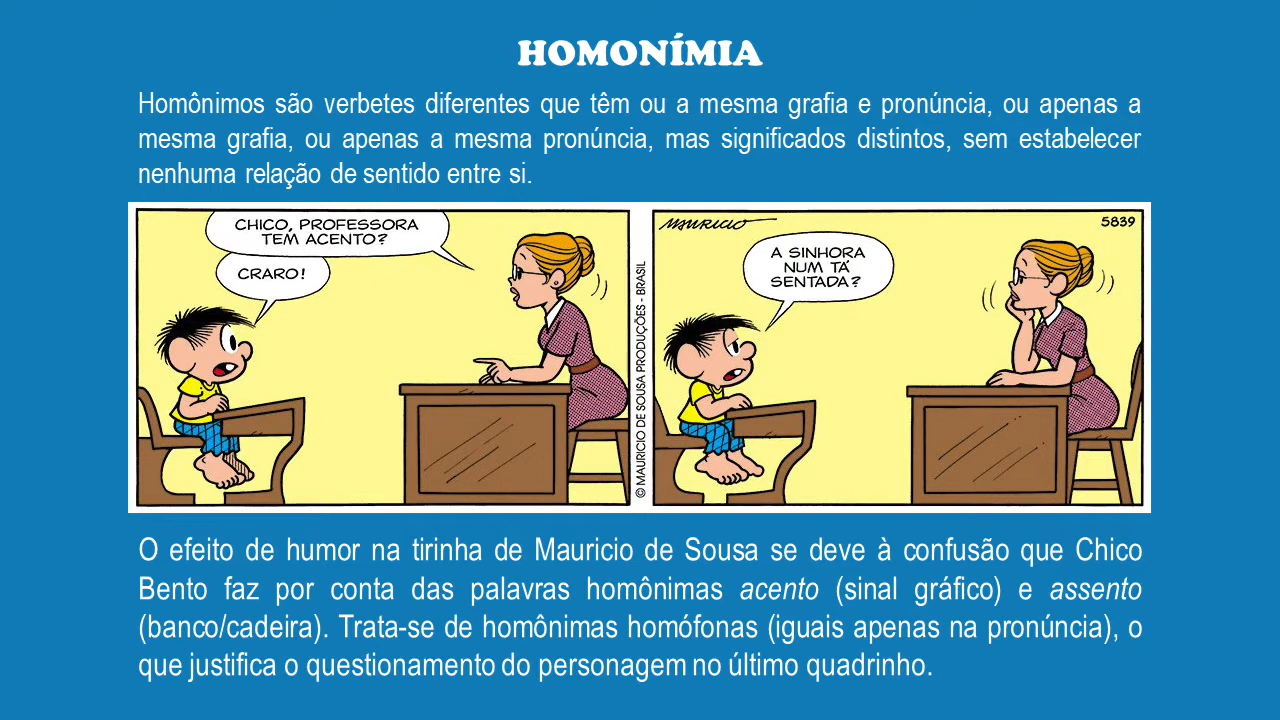 HOMONÍMIA
Homônimos são verbetes diferentes que têm ou a mesma grafia e pronúncia, ou apenas a
mesma grafia, ou apenas a mesma pronúncia, mas significados distintos, sem estabelecer
nenhuma relação de sentido entre si.
CHICO, PROFESSORA
TEM ACENTO?
CRARO!
© MAURICIO DE SOUSA PRODUÇÕES - BRASIL
MAURICIO
5839
A SINHORA
NUM TÁ
SENTADA?
O efeito de humor na tirinha de Mauricio de Sousa se deve à confusão que Chico
Bento faz por conta das palavras homônimas acento (sinal gráfico) e assento
(banco/cadeira). Trata-se de homônimas homófonas (iguais apenas na pronúncia), o
que justifica o questionamento do personagem no último quadrinho.